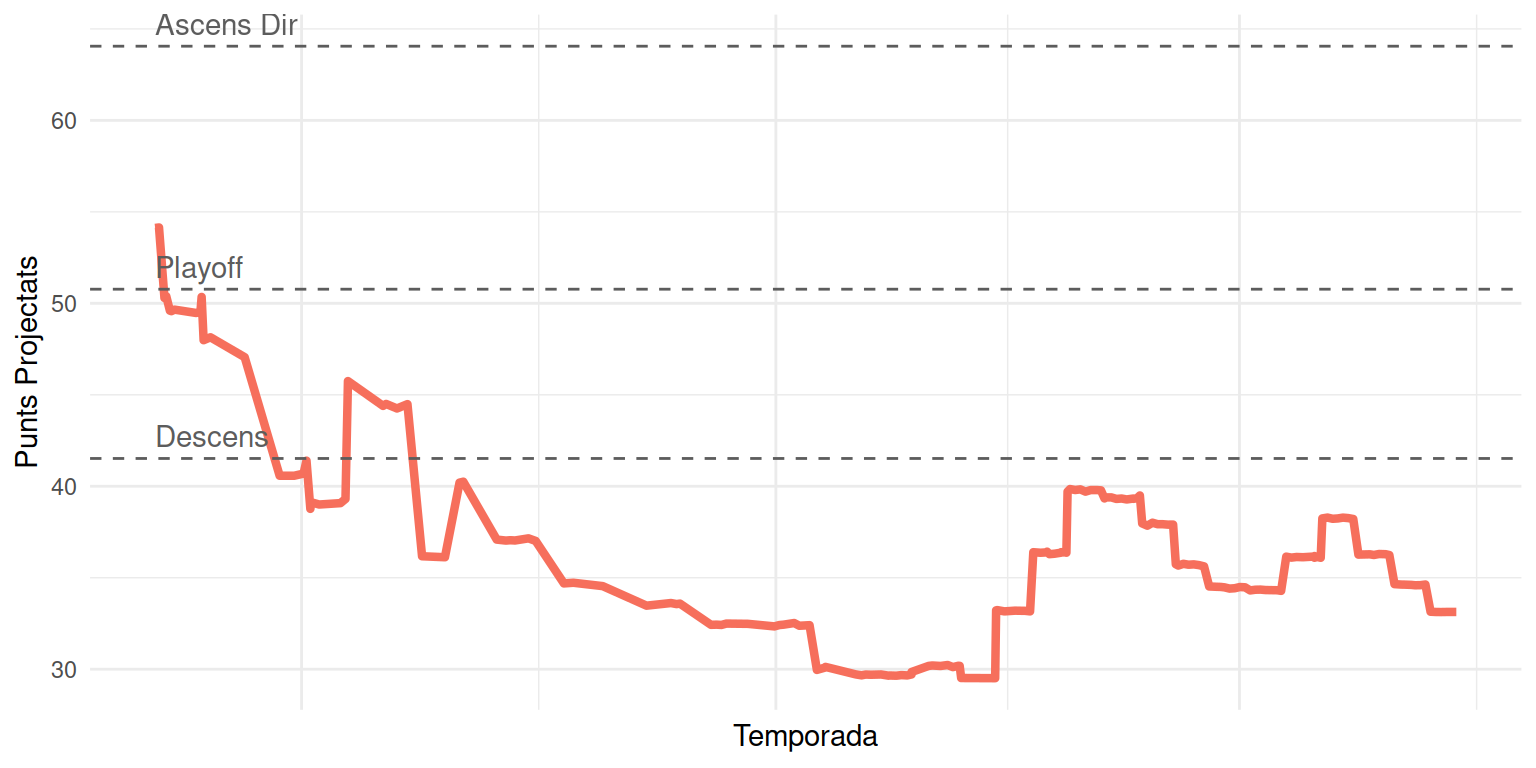 Ascens Dir
60
Playoff
50
Descens
40
30
Punts Projectats
Temporada